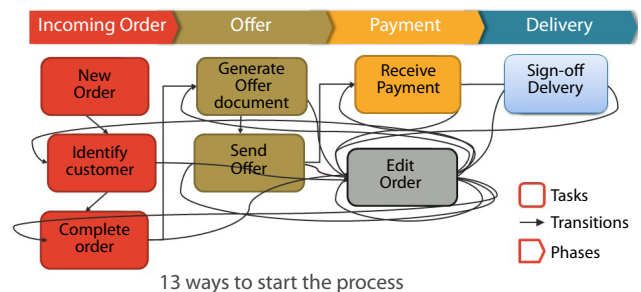 Incoming Order
Offer
Payment
Delivery
New
Order
Generate
Offer
document
Receive
Payment
Sign-off
Delvery
Identify
customer
Send
Offer
Edit
Order
Complete
order
Tasks
Transitions
Phases
13 ways to start the process